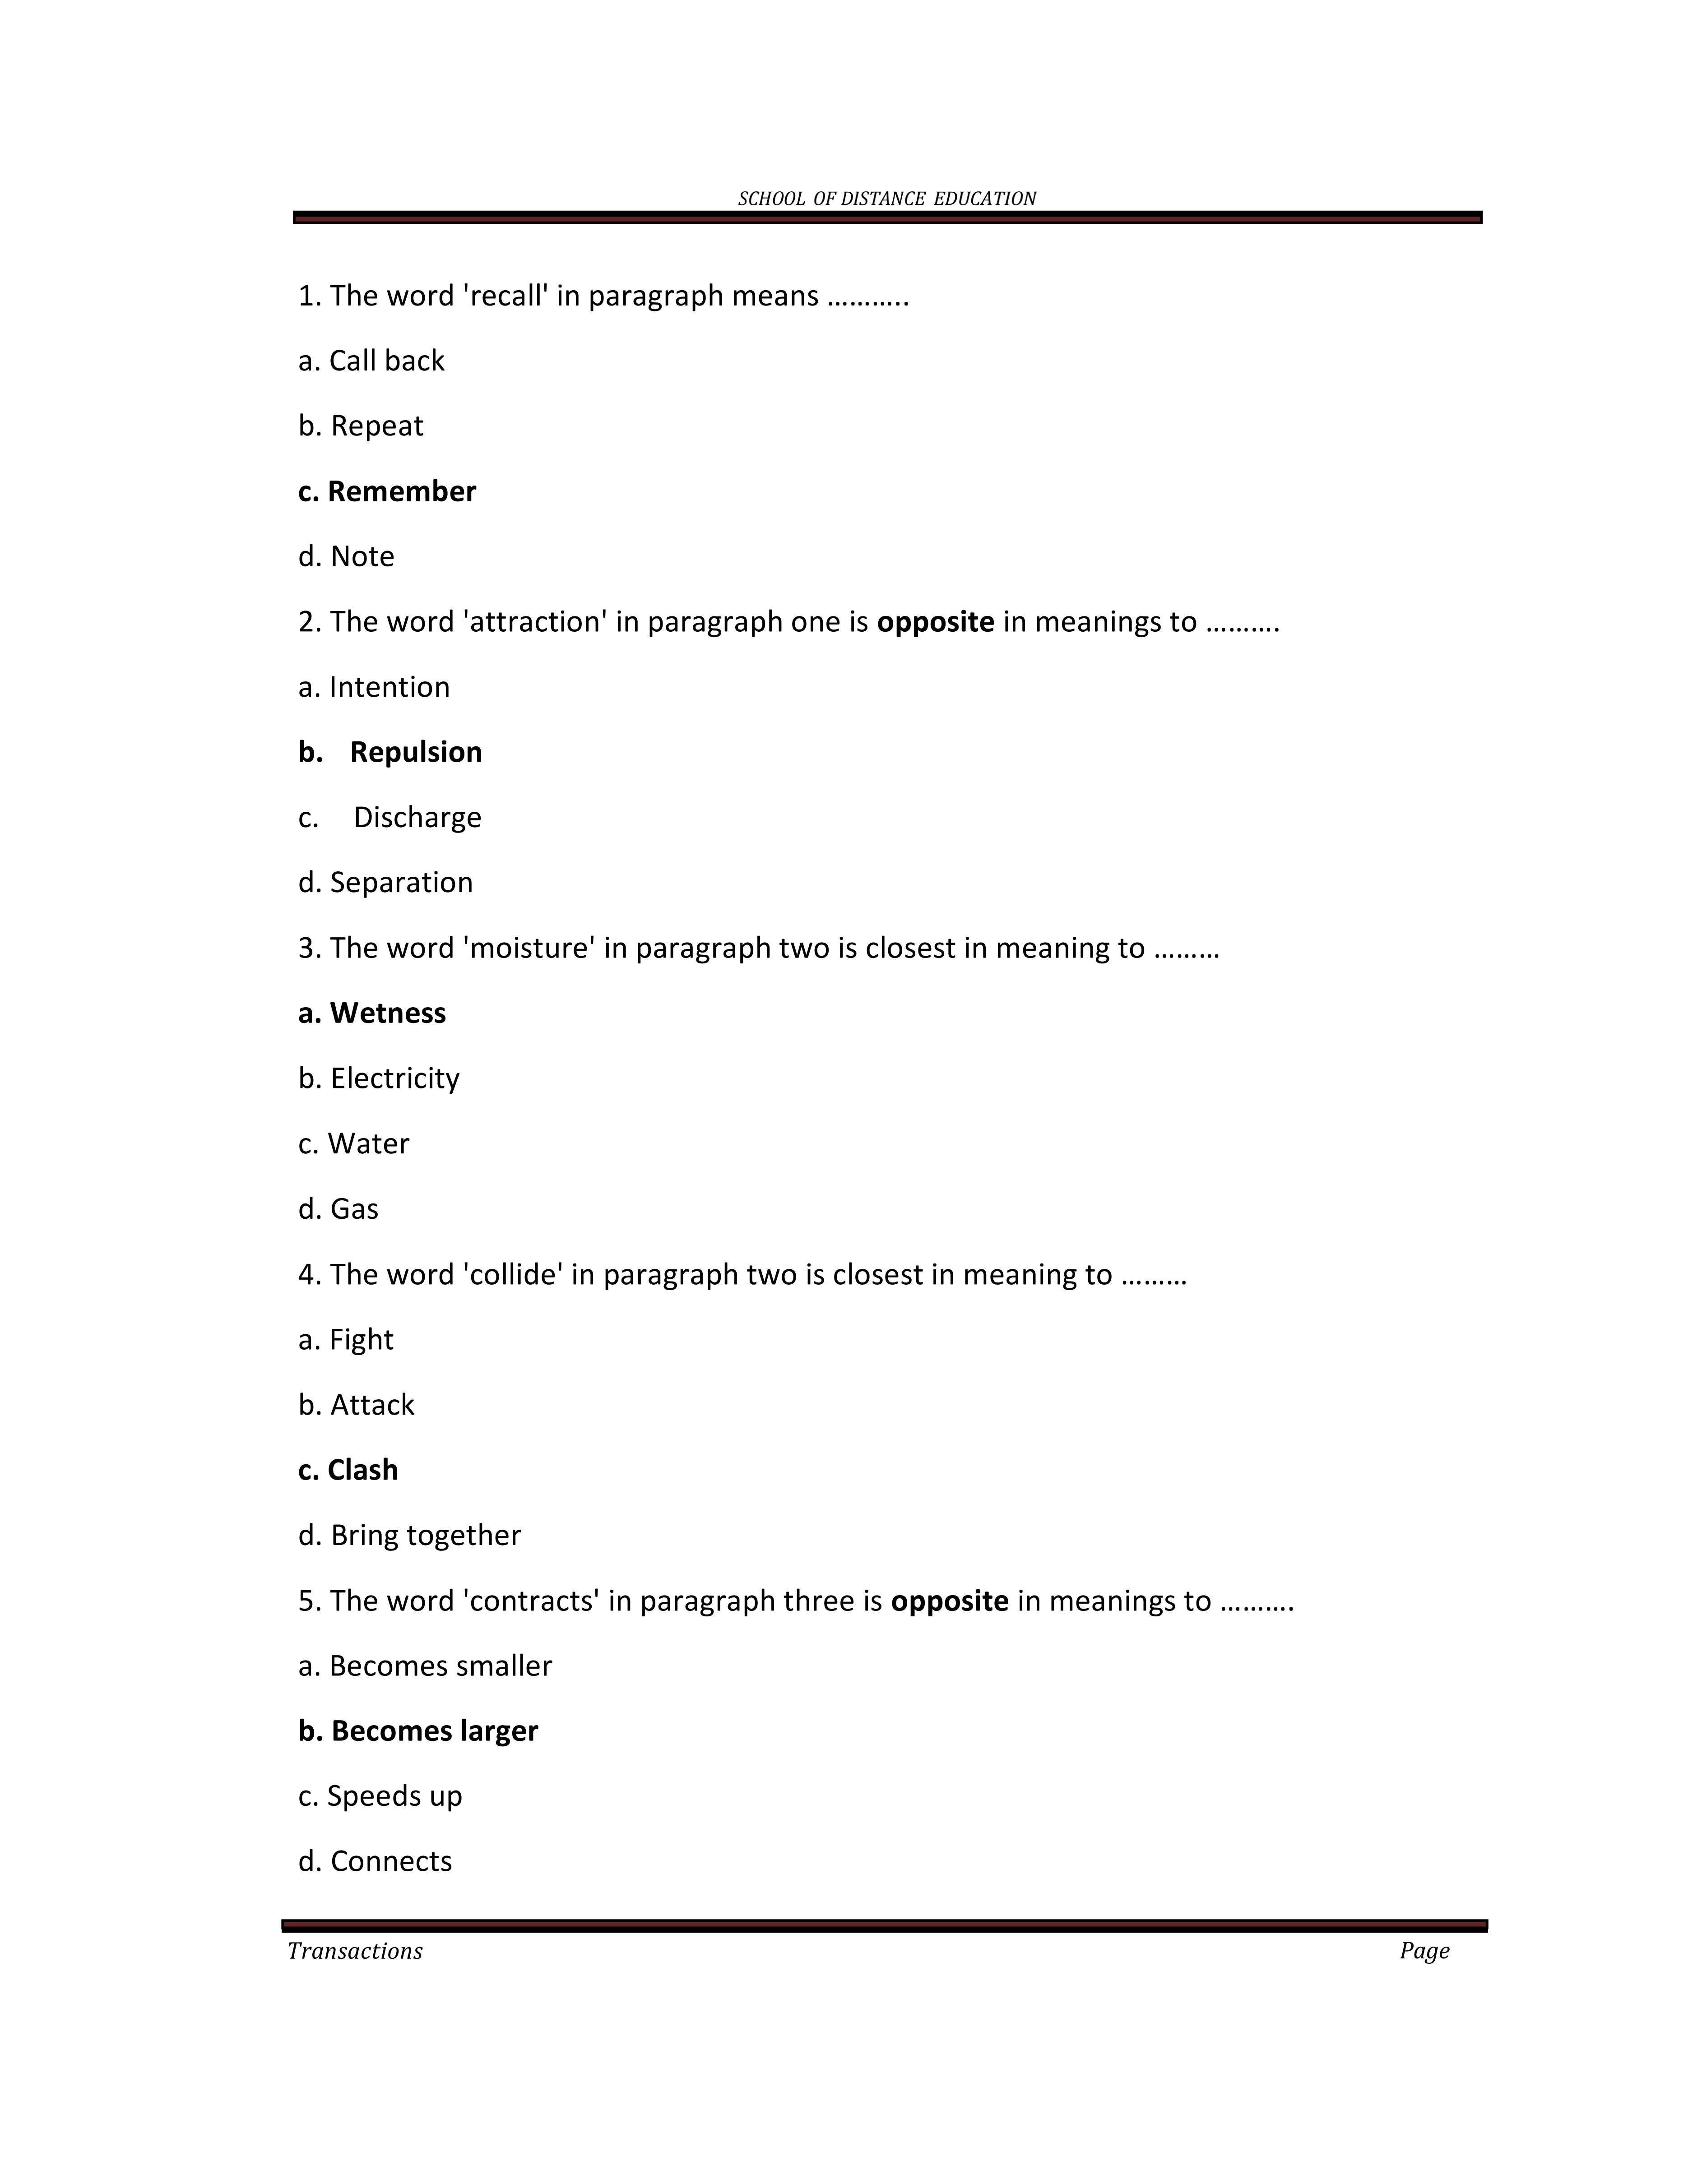 SCHOOL OF DISTANCE EDUCATION
1. The word 'recall' in paragraph means ………..
a. Call back
b. Repeat
c. Remember
d. Note
2. The word 'attraction' in paragraph one is opposite in meanings to ……….
a. Intention
b. Repulsion
c. Discharge
d. Separation
3. The word 'moisture' in paragraph two is closest in meaning to ………
a. Wetness
b. Electricity
c. Water
d. Gas
4. The word 'collide' in paragraph two is closest in meaning to ………
a. Fight
b. Attack
c. Clash
d. Bring together
5. The word 'contracts' in paragraph three is opposite in meanings to ……….
a. Becomes smaller
b. Becomes larger
c. Speeds up
d. Connects
Transactions Page